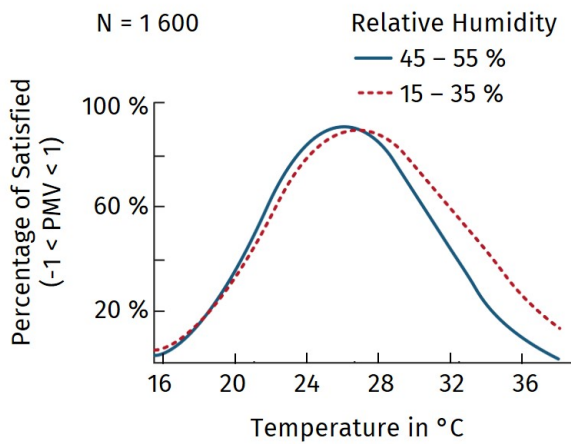 N = 1 600
Relative Humidity
45 – 55 %
15 – 35 %
Percentage of Satisfied
(-1 < PMV < 1)
100 %
60 %
20 %
16 20 24 28 32 36
Temperature in °C